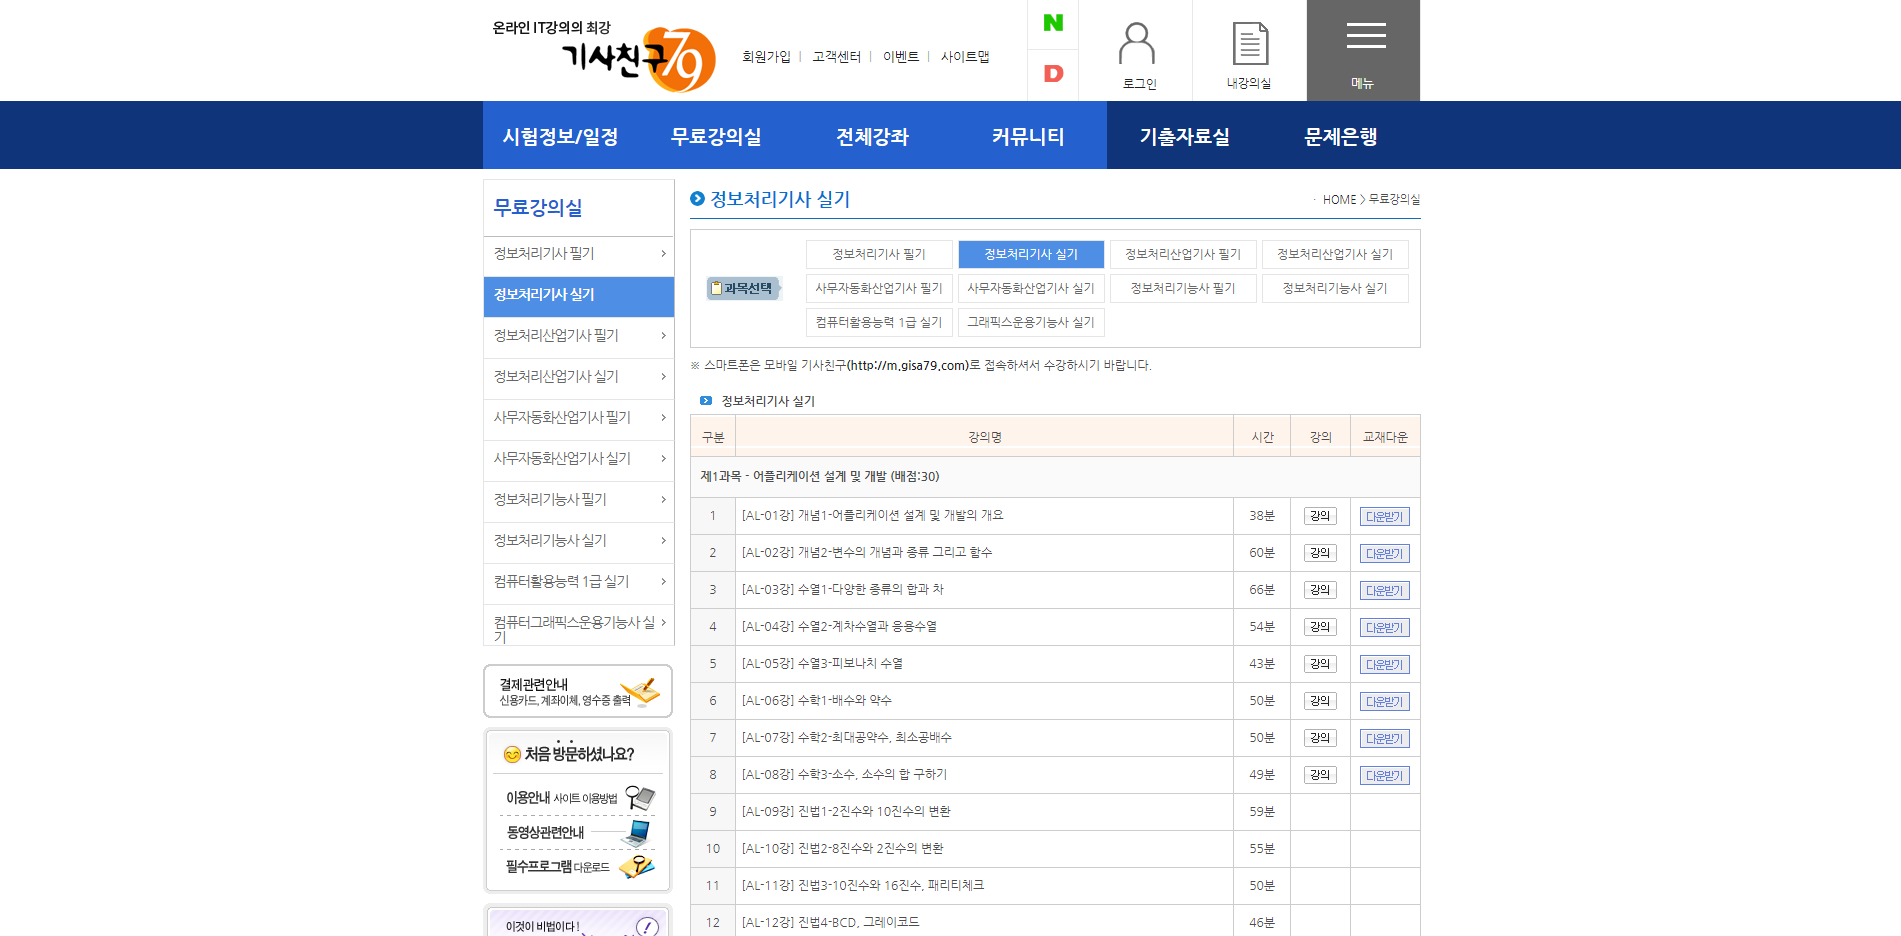 온라인 IT강의의 최강
기사친구79
회원가입 | 고객센터 | 이벤트 | 사이트맵
N
D
로그인
내강의실
메뉴
시험정보/일정 무료강의실 전체강좌 커뮤니티 기출자료실 문제은행
무료강의실
정보처리기사 필기
정보처리기사 실기
정보처리산업기사 필기
정보처리산업기사 실기
사무자동화산업기사 필기
사무자동화산업기사 실기
정보처리기능사 필기
정보처리기능사 실기
컴퓨터활용능력 1급 실기
컴퓨터그래픽스운용기능사 실
기
결제관련안내
신용카드, 계좌이체, 영수증 출력
처음 방문하셨나요?
이용안내 사이트 이용방법
동영상관련안내
필수프로그램 다운로드
이것이 비법이다!
정보처리기사 실기
· HOME > 무료강의실
과목선택
정보처리기사 필기 정보처리기사 실기 정보처리산업기사 필기 정보처리산업기사 실기
사무자동화산업기사 필기 사무자동화산업기사 실기 정보처리기능사 필기 정보처리기능사 실기
컴퓨터활용능력 1급 실기 그래픽스운용기능사 실기
※ 스마트폰은 모바일 기사친구(http://m.gisa79.com)로 접속하셔서 수강하시기 바랍니다.
정보처리기사 실기
구분 강의명 시간 강의 교재다운
제1과목 - 어플리케이션 설계 및 개발 (배점:30)
1 [AL-01강] 개념1-어플리케이션 설계 및 개발의 개요 38분 강의 다운받기
2 [AL-02강] 개념2-변수의 개념과 종류 그리고 함수 60분 강의 다운받기
3 [AL-03강] 수열1-다양한 종류의 합과 차 66분 강의 다운받기
4 [AL-04강] 수열2-계차수열과 응용수열 54분 강의 다운받기
5 [AL-05강] 수열3-피보나치 수열 43분 강의 다운받기
6 [AL-06강] 수학1-배수와 약수 50분 강의 다운받기
7 [AL-07강] 수학2-최대공약수, 최소공배수 50분 강의 다운받기
8 [AL-08강] 수학3-소수, 소수의 합 구하기 49분 강의 다운받기
9 [AL-09강] 진법1-2진수와 10진수의 변환 59분
10 [AL-10강] 진법2-8진수와 2진수의 변환 55분
11 [AL-11강] 진법3-10진수와 16진수, 패리티체크 50분
12 [AL-12강] 진법4-BCD, 그레이코드 46분